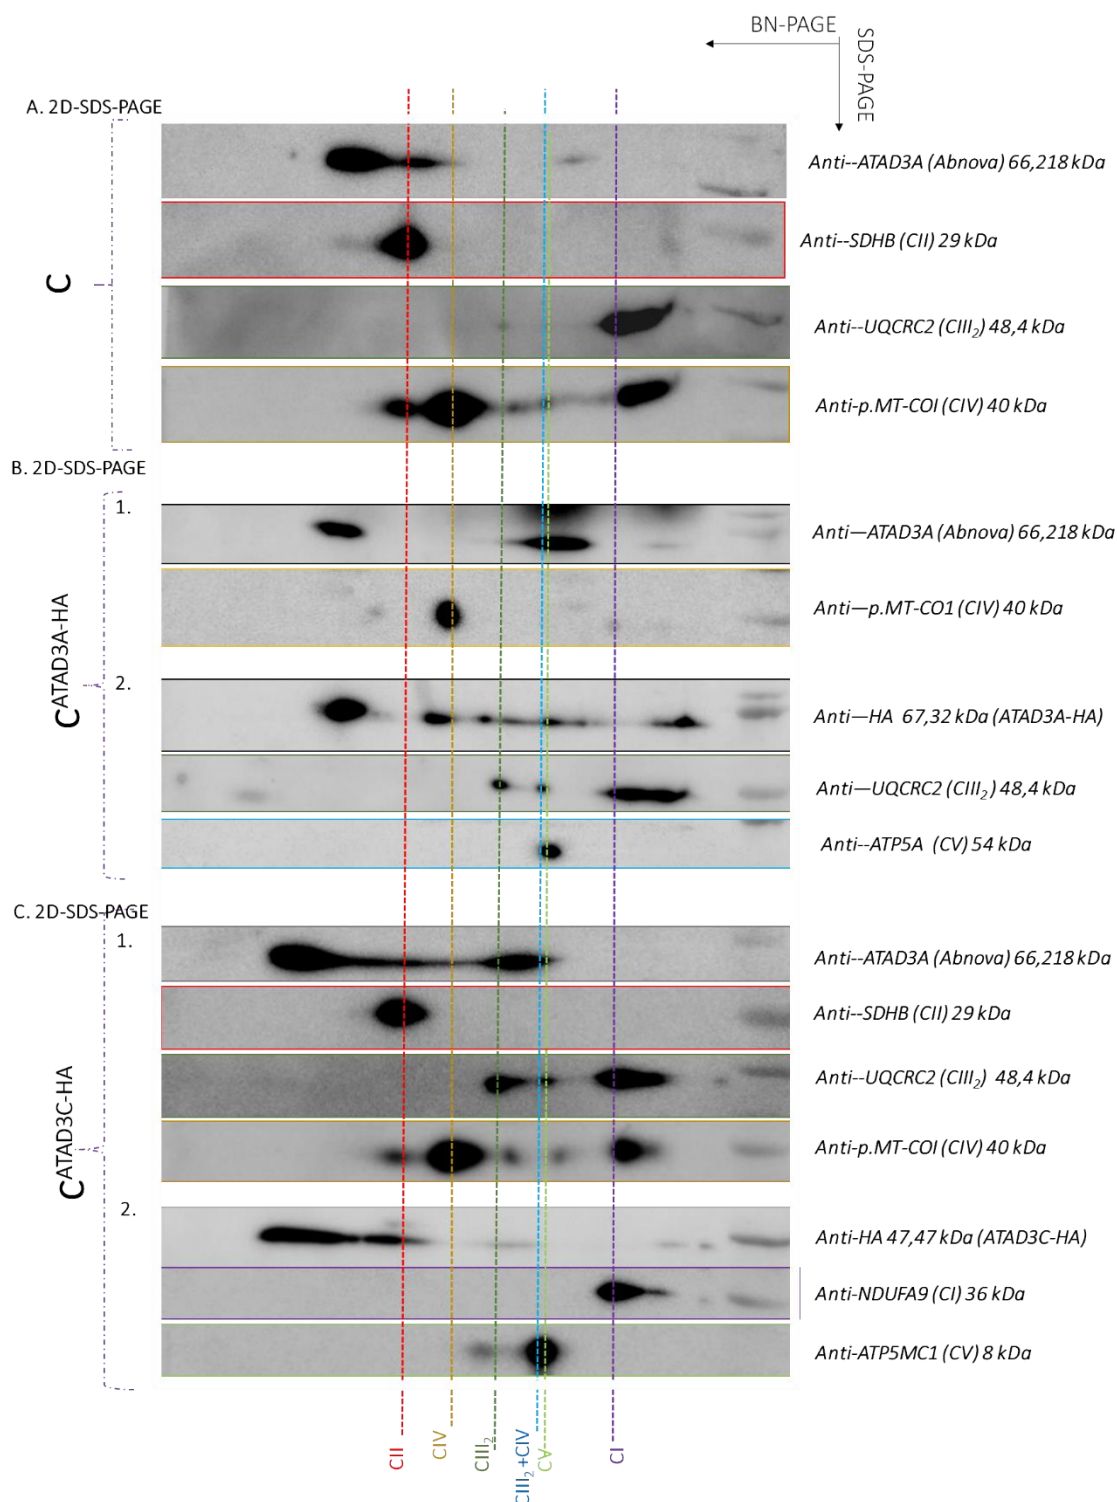 BN-PAGE
SDS-PAGE
A. 2D-SDS-PAGE
C
Anti--ATAD3A (Abnova) 66,218 kDa
Anti--SDHB (CII) 29 kDa
Anti--UQCRC2 (CIII₂) 48,4 kDa
Anti-p.MT-COI (CIV) 40 kDa
B. 2D-SDS-PAGE
C^ATAD3A-HA
1.
Anti—ATAD3A (Abnova) 66,218 kDa
Anti—p.MT-CO1 (CIV) 40 kDa
2.
Anti—HA 67,32 kDa (ATAD3A-HA)
Anti—UQCRC2 (CIII₂) 48,4 kDa
Anti--ATP5A (CV) 54 kDa
C. 2D-SDS-PAGE
C^ATAD3C-HA
1.
Anti--ATAD3A (Abnova) 66,218 kDa
Anti--SDHB (CII) 29 kDa
Anti--UQCRC2 (CIII₂) 48,4 kDa
Anti-p.MT-COI (CIV) 40 kDa
2.
Anti-HA 47,47 kDa (ATAD3C-HA)
Anti-NDUFA9 (CI) 36 kDa
Anti-ATP5MC1 (CV) 8 kDa
CII
CIV
CIII₂
CIII₂ +CIV
CV
CI